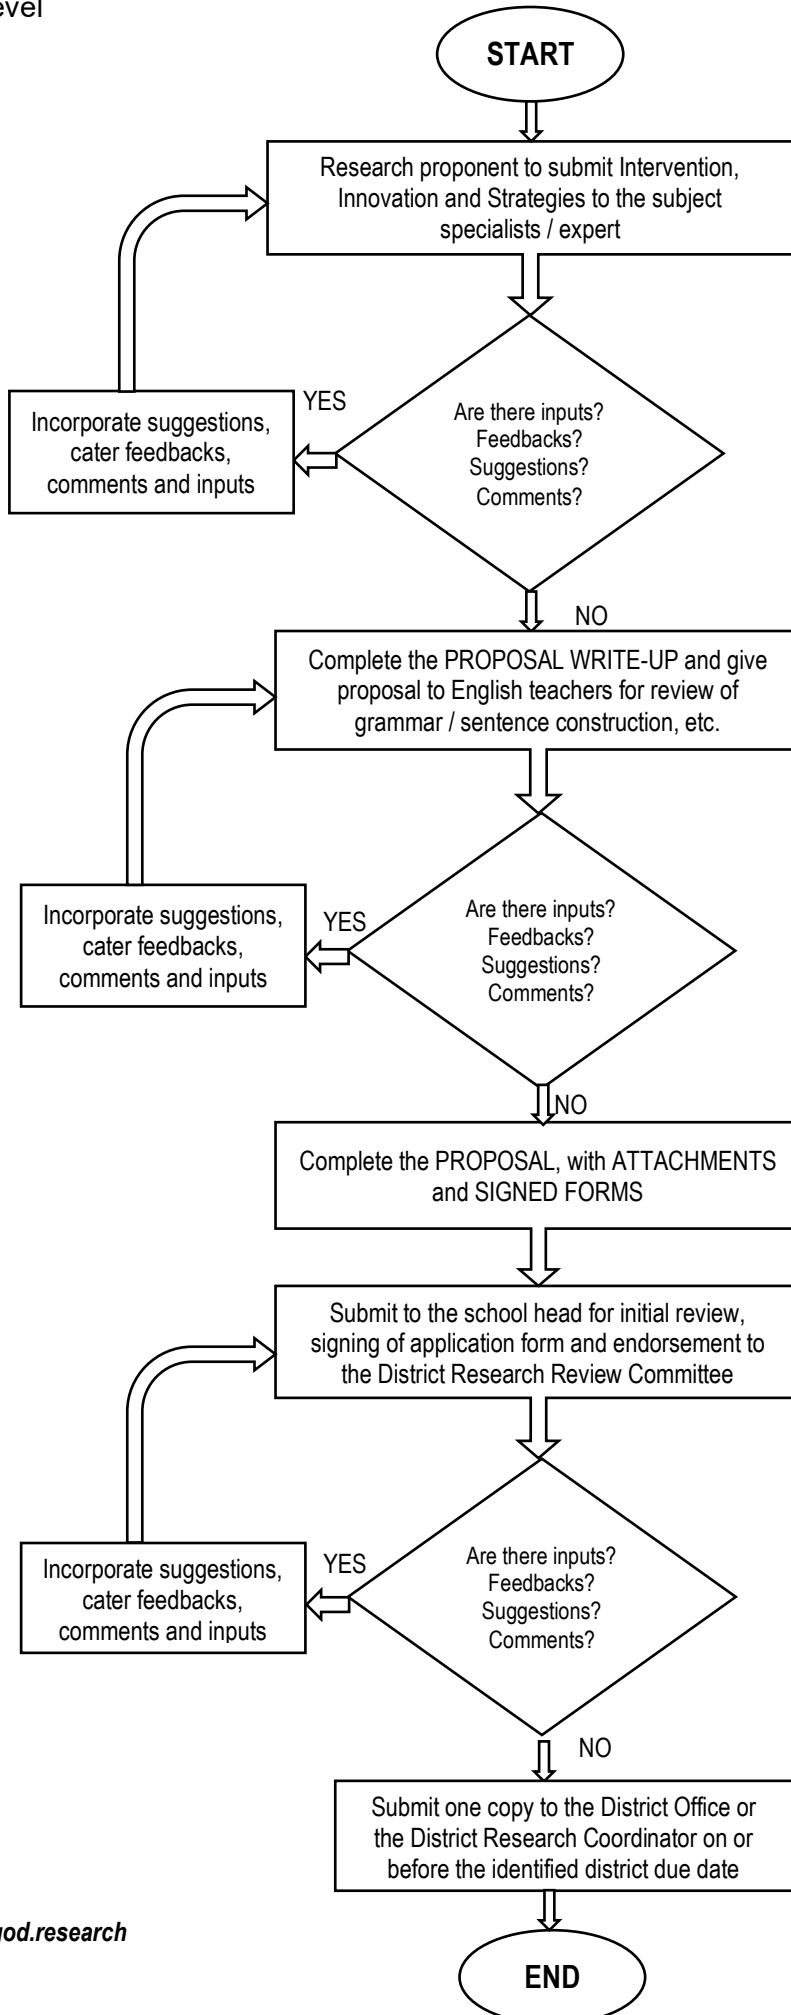 evel
START
Research proponent to submit Intervention,
Innovation and Strategies to the subject
specialists / expert
YES
Are there inputs?
Feedbacks?
Suggestions?
Comments?
Incorporate suggestions,
cater feedbacks,
comments and inputs
NO
Complete the PROPOSAL WRITE-UP and give
proposal to English teachers for review of
grammar / sentence construction, etc.
YES
Are there inputs?
Feedbacks?
Suggestions?
Comments?
Incorporate suggestions,
cater feedbacks,
comments and inputs
NO
Complete the PROPOSAL, with ATTACHMENTS
and SIGNED FORMS
Submit to the school head for initial review,
signing of application form and endorsement to
the District Research Review Committee
YES
Are there inputs?
Feedbacks?
Suggestions?
Comments?
Incorporate suggestions,
cater feedbacks,
comments and inputs
NO
Submit one copy to the District Office or
the District Research Coordinator on or
before the identified district due date
god.research
END